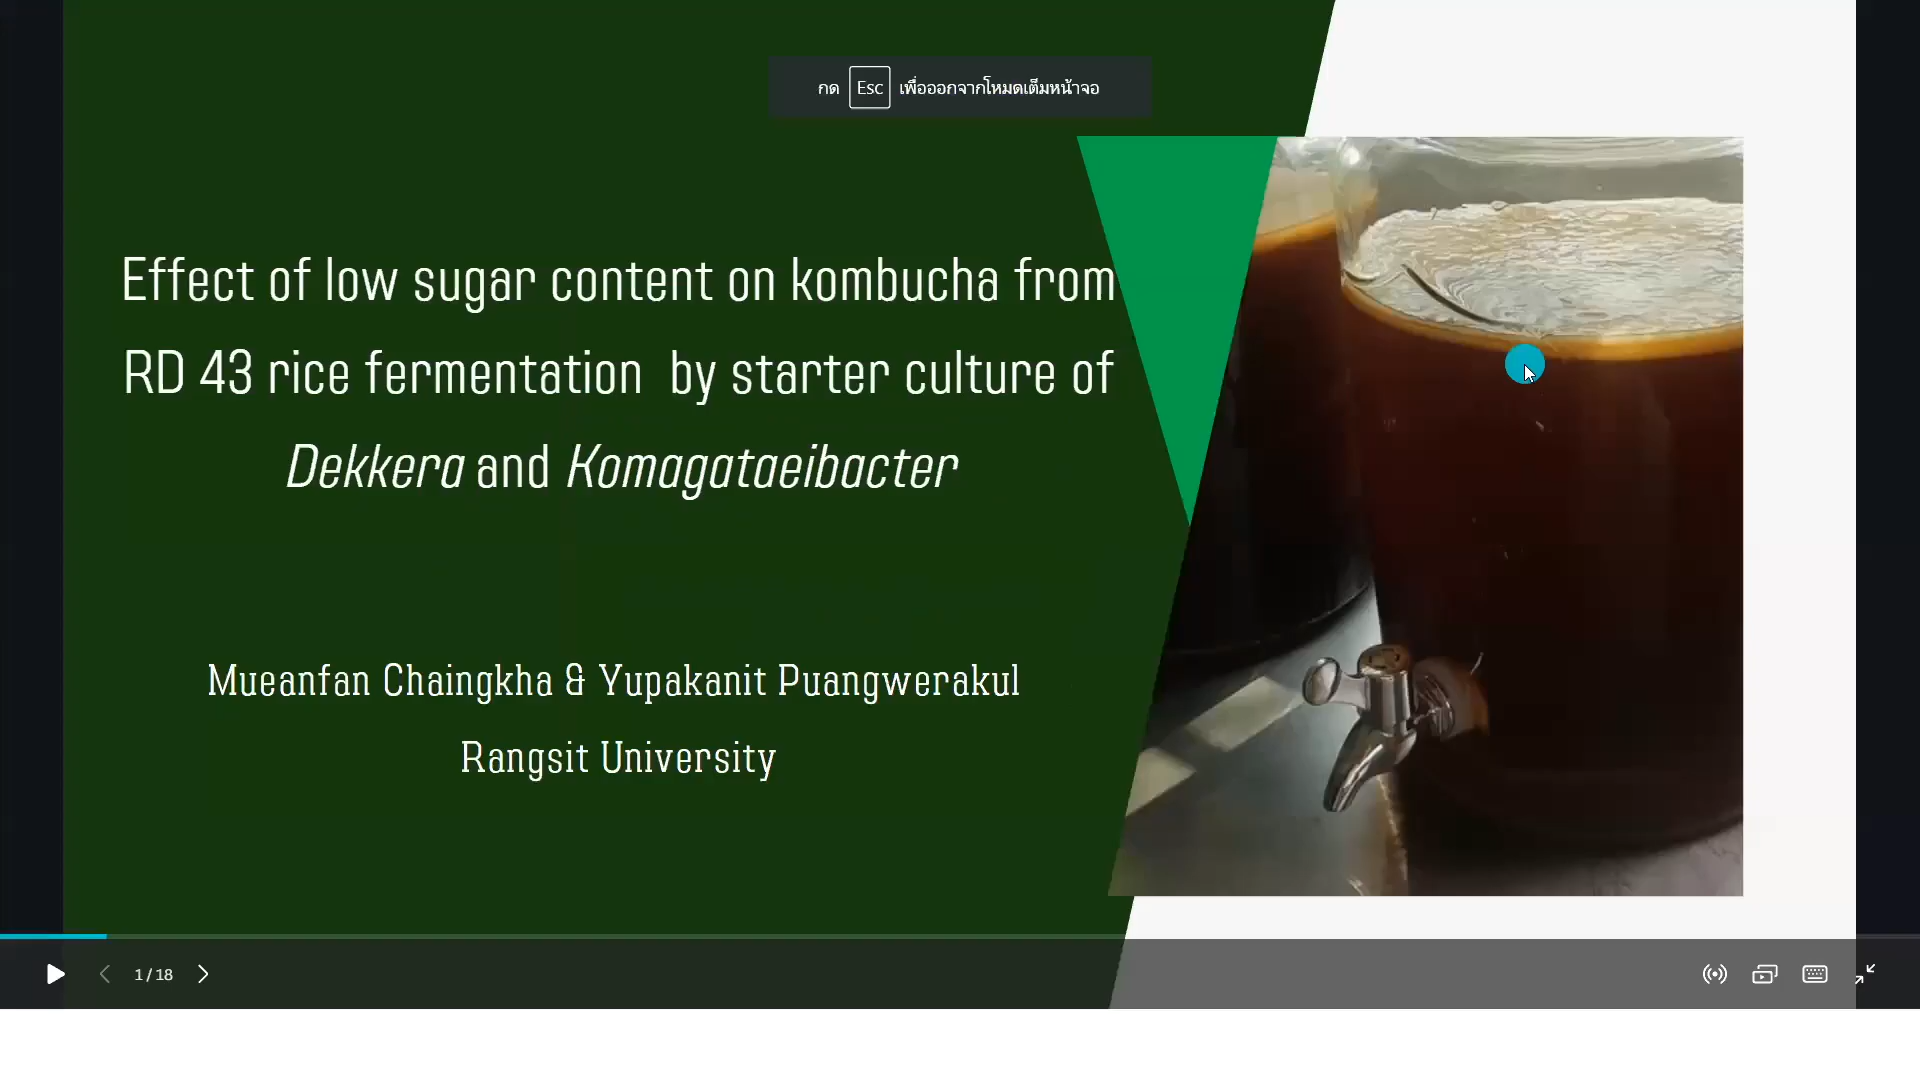 กด Esc เพื่อออกจากโหมดเต็มหน้าจอ
Effect of low sugar content on kombucha from
RD 43 rice fermentation by starter culture of
Dekkera and Komagataeibacter
Mueanfan Chaingkha & Yupakanit Puangwerakul
Rangsit University
1 / 18